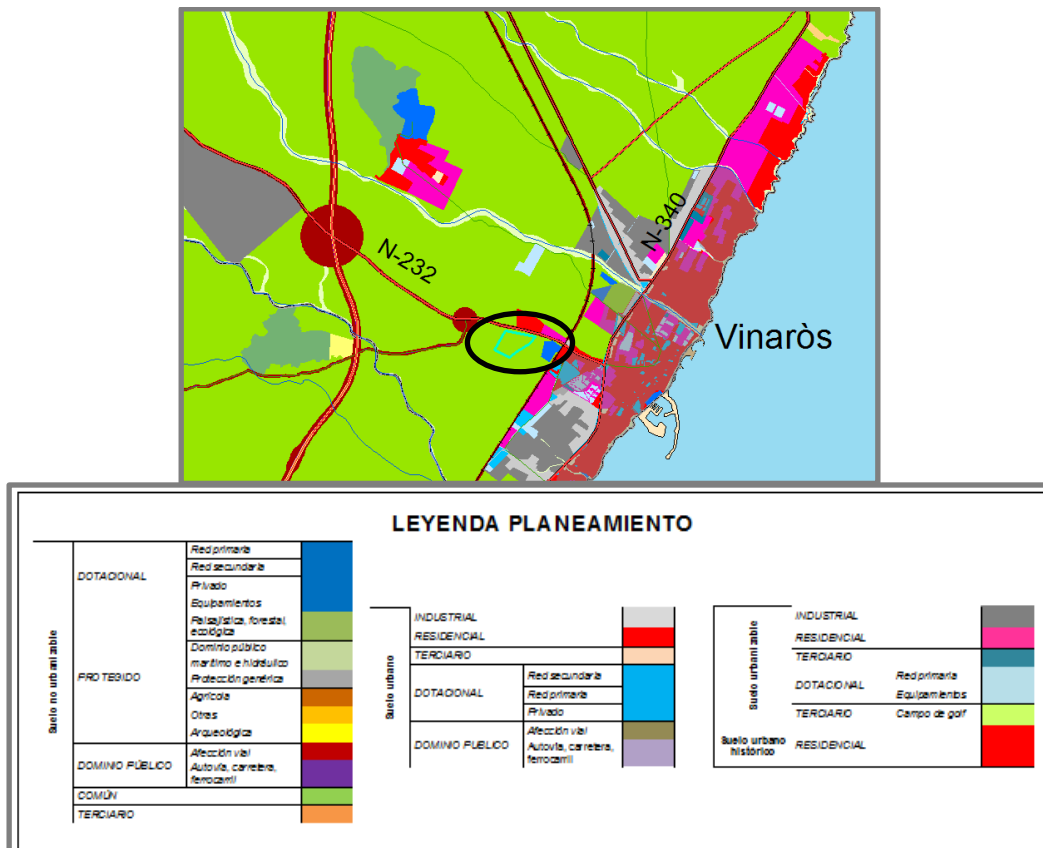 N-340
N-232
Vinaròs
LEYENDA PLANEAMIENTO
Suelo no urbanizable
DOTACIONAL
Red primaria
Red secundaria
Privado
Equipamientos
PROTEGIDO
Paisajística, forestal,
ecológica
Dominio público
marítimo e hidráulico
Protección genérica
Agrícola
Otras
Arqueológica
DOMINIO PÚBLICO
Afección vial
Autovía, carretera,
ferrocarril
COMÚN
TERCIARIO
Suelo urbano
INDUSTRIAL
RESIDENCIAL
TERCIARIO
DOTACIONAL
Red secundaria
Red primaria
Privado
DOMINIO PUBLICO
Afección vial
Autovía, carretera,
ferrocarril
Suelo urbanizable
INDUSTRIAL
RESIDENCIAL
TERCIARIO
DOTACIONAL
Red primaria
Equipamientos
TERCIARIO
Campo de golf
Suelo urbano
histórico
RESIDENCIAL